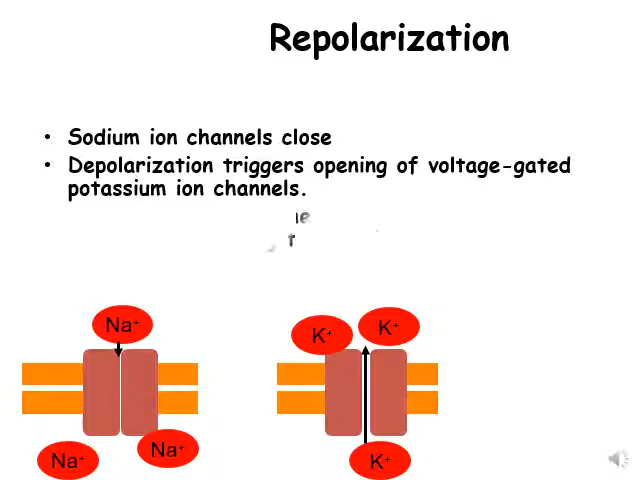 Repolarization
• Sodium ion channels close
• Depolarization triggers opening of voltage-gated
potassium ion channels.
Na⁺
K⁺
K⁺
Na⁺
Na⁺
K⁺